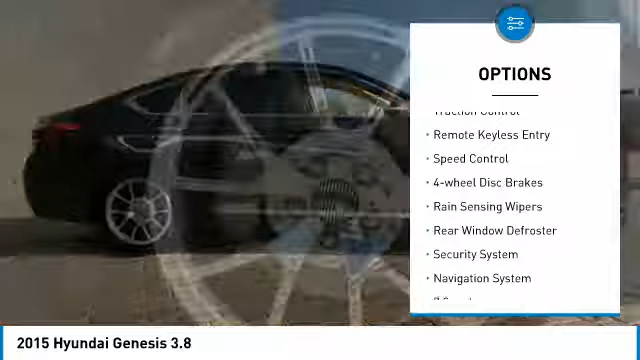 OPTIONS
Traction Control
• Remote Keyless Entry
• Speed Control
• 4-wheel Disc Brakes
• Rain Sensing Wipers
• Rear Window Defroster
• Security System
• Navigation System
2015 Hyundai Genesis 3.8